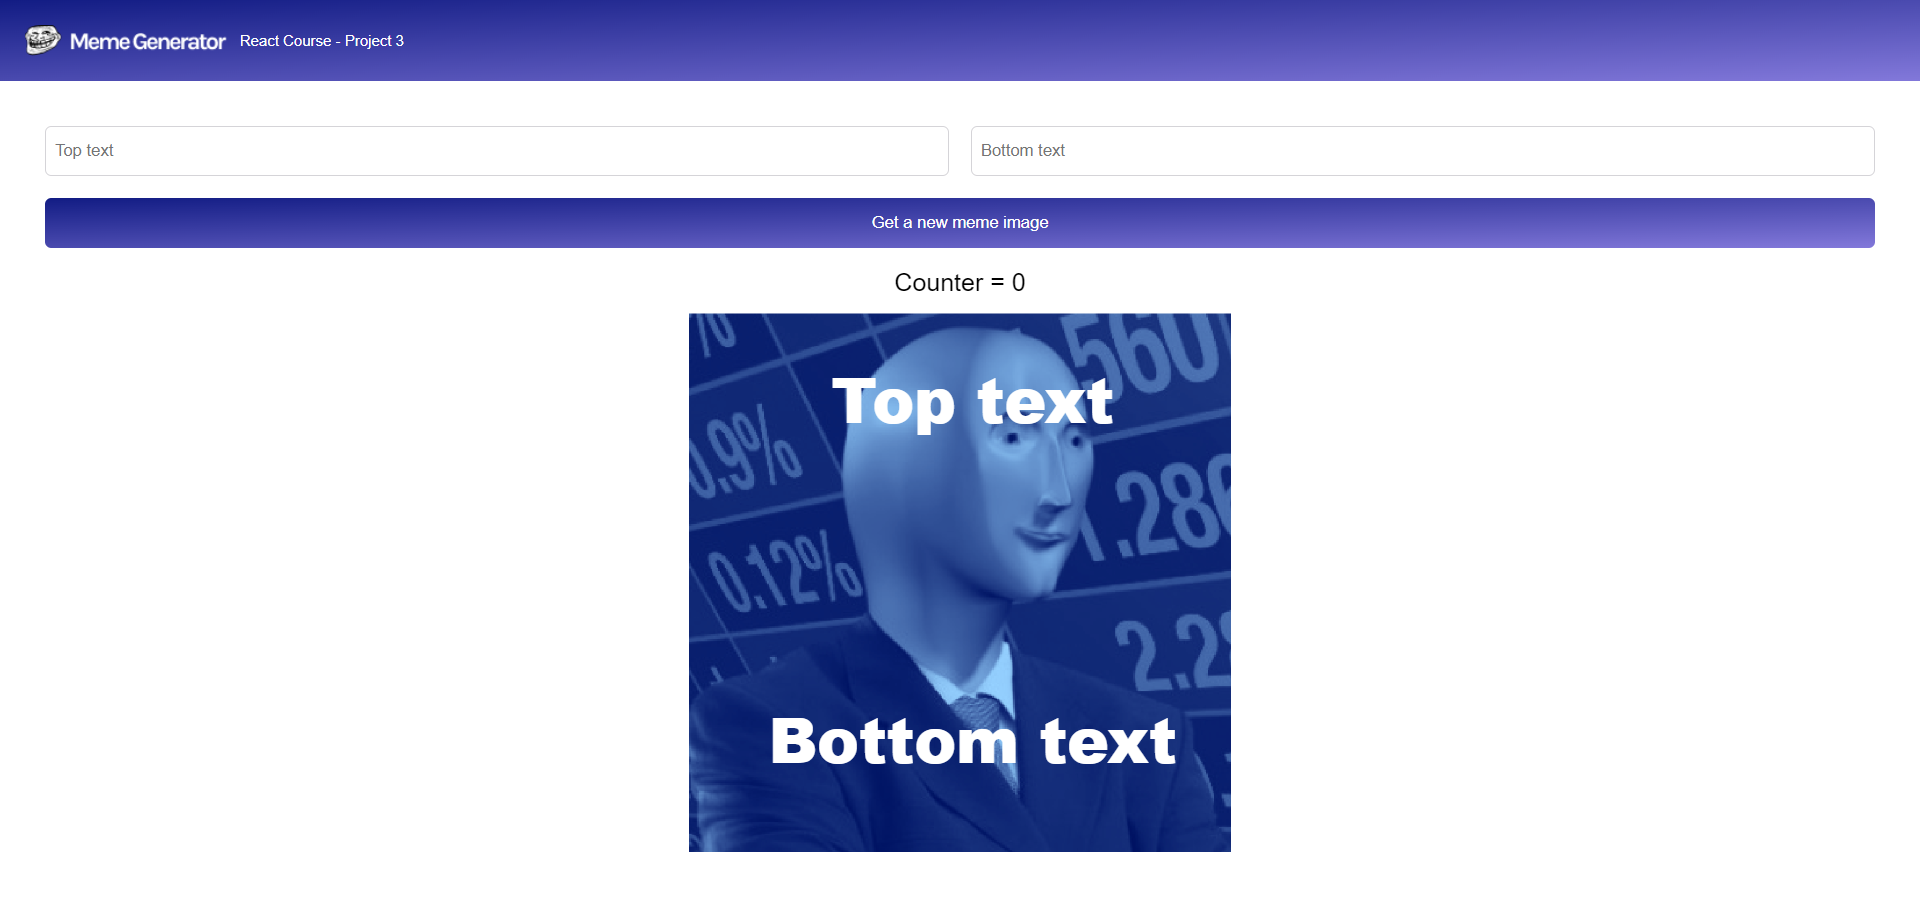 Meme Generator React Course - Project 3
Top text
Bottom text
Get a new meme image
Counter = 0
%
560
Top text
0.9%
1.286
0.12%
2.2
Bottom text